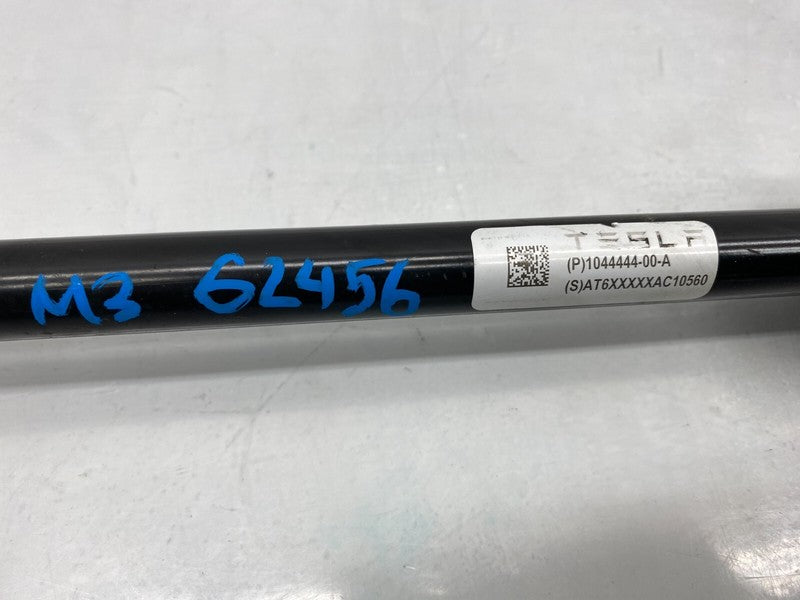 M3 62456
TESLA
(P)1044444-00-A
(S)AT6XXXXXAC10560